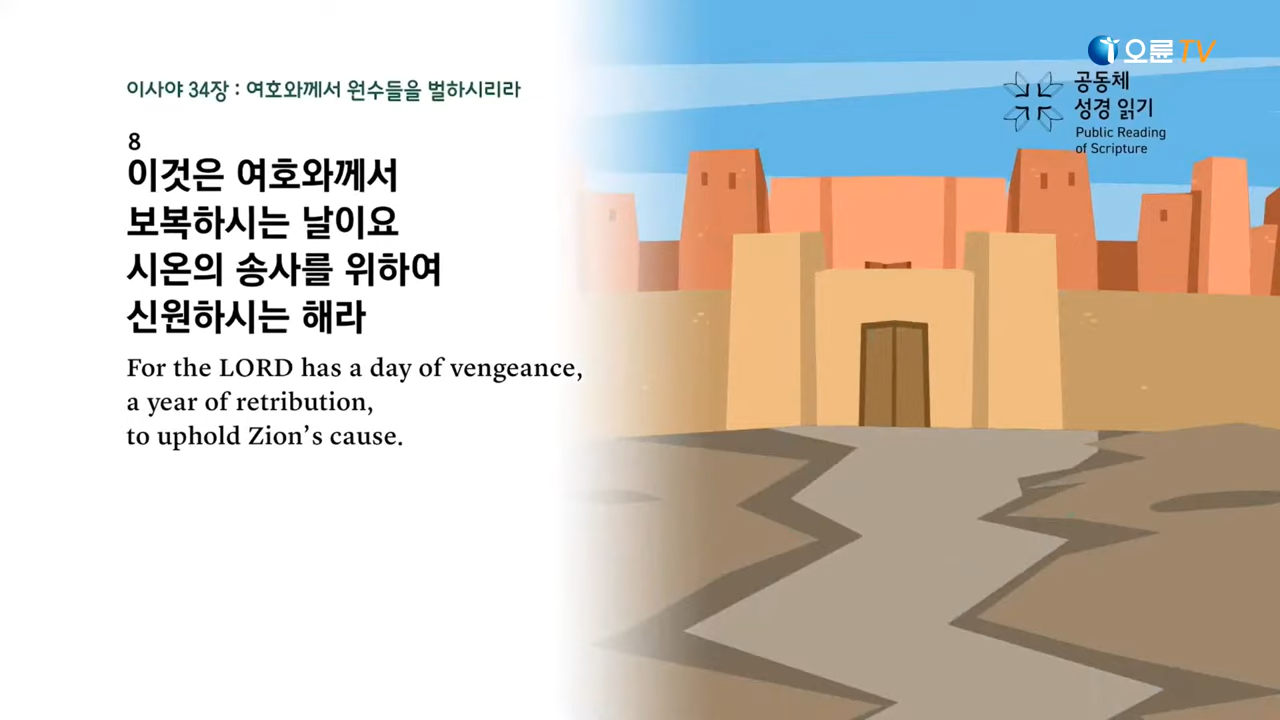 오륜TV
이사야 34장 : 여호와께서 원수들을 벌하시리라
공동체
성경 읽기
Public Reading
of Scripture
8
이것은 여호와께서
보복하시는 날이요
시온의 송사를 위하여
신원하시는 해라
For the LORD has a day of vengeance,
a year of retribution,
to uphold Zion’s cause.